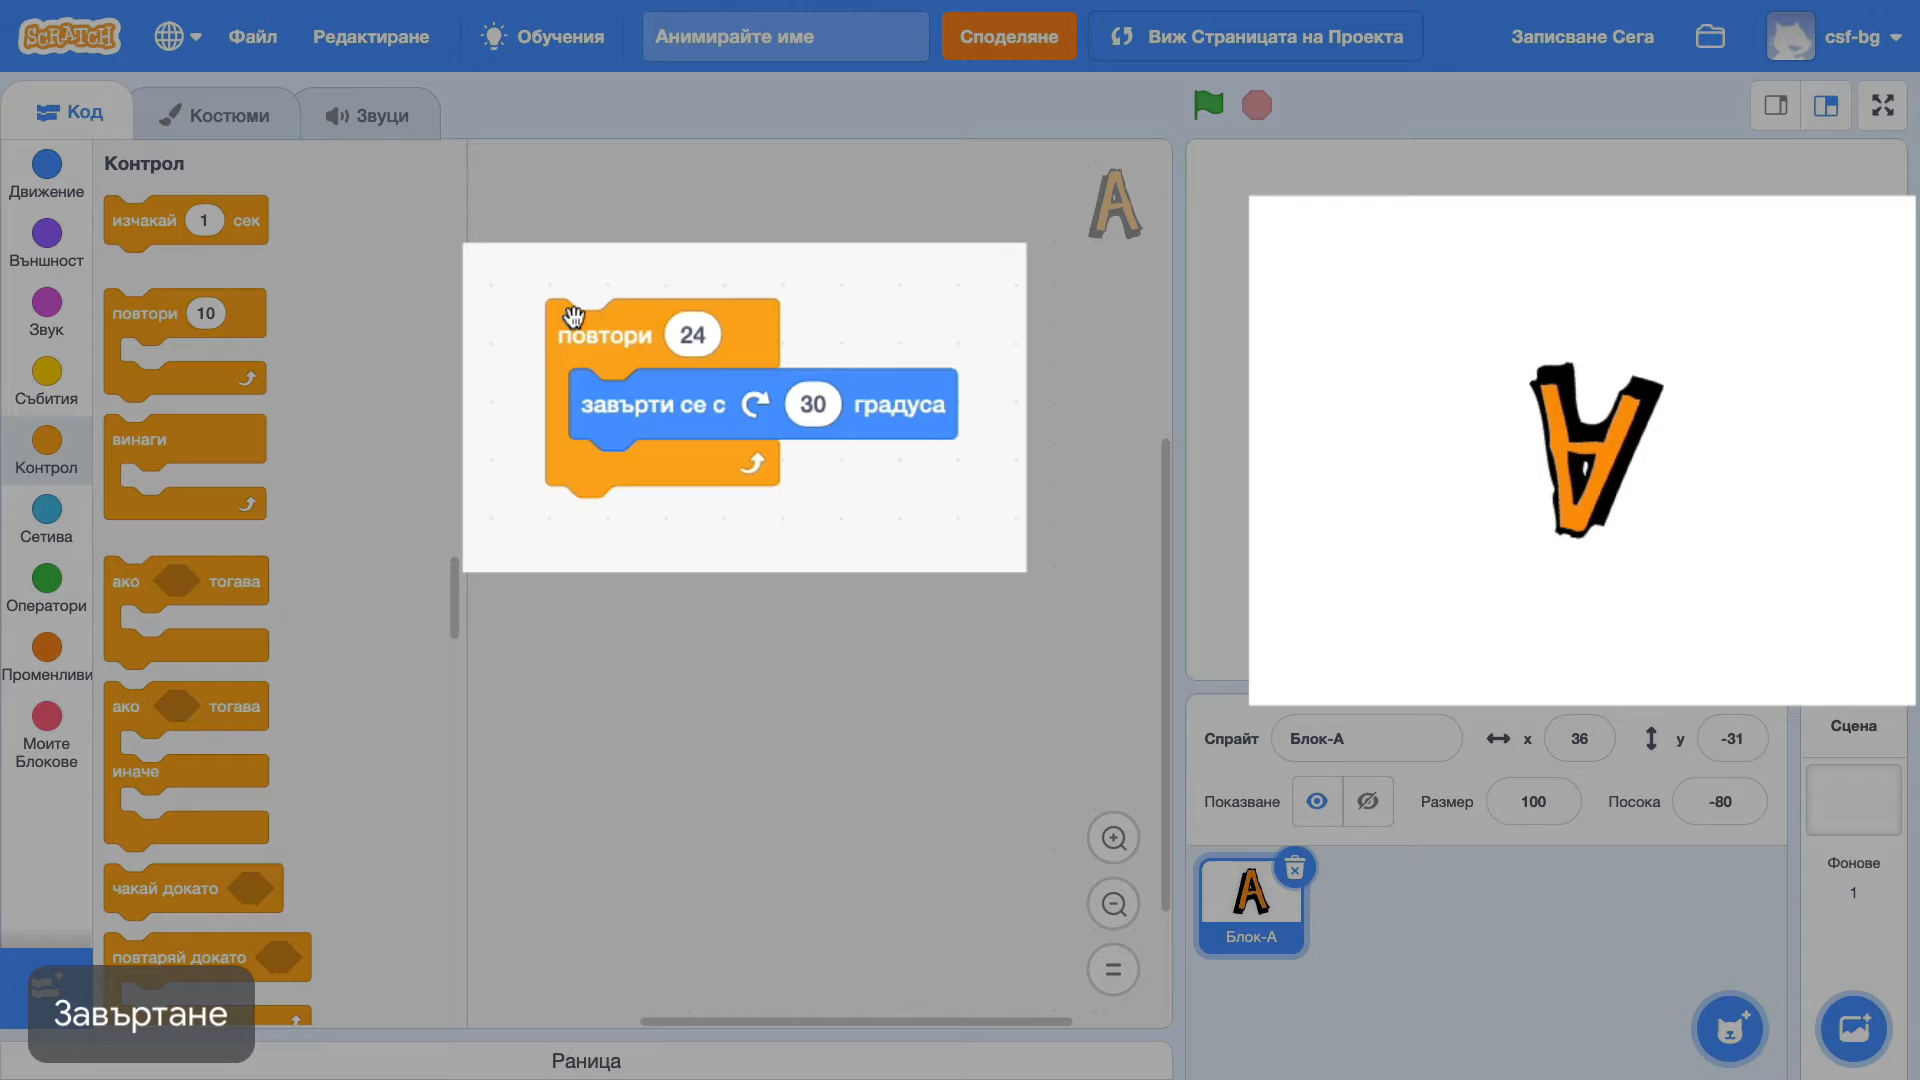 SCRATCH
Файл
Редактиране
Обучения
Анимирайте име
Споделяне
Виж Страницата на Проекта
Записване Сега
csf-bg
Код
Костюми
Звуци
Движение
Външност
Звук
Събития
Контрол
Сетива
Оператори
Променливи
Моите
Блокове
Контрол
изчакай 1 сек
повтори 10
винаги
ако тогава
ако тогава
иначе
чакай докато
повтаряй докато
повтори 24
завърти се с 30 градуса
A
A
Спрайт Блок-А x 36 y -31
Показване Размер 100 Посока -80
A
Блок-А
Сцена
Фонове
1
Завъртане
Раница